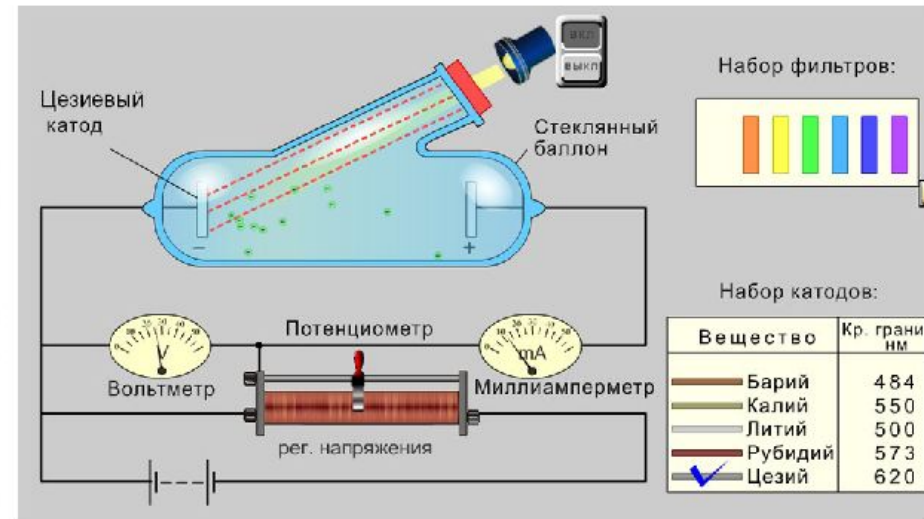 ВКЛ
ВЫКЛ
Набор фильтров:
Цезиевый
катод
Стеклянный
баллон
−
+
Набор катодов:
Потенциометр
V
mA
Вольтметр
Миллиамперметр
рег. напряжения
Вещество
Кр. грани
нм
Барий 484
Калий 550
Литий 500
Рубидий 573
Цезий 620